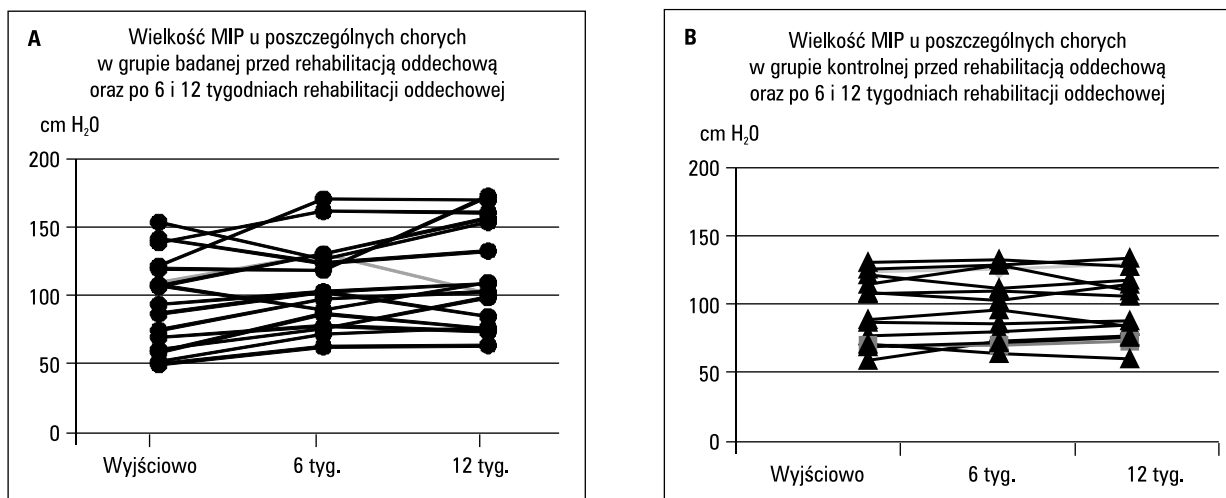 A
Wielkość MIP u poszczególnych chorych
w grupie badanej przed rehabilitacją oddechową
oraz po 6 i 12 tygodniach rehabilitacji oddechowej
cm H₂0
200
150
100
50
0
Wyjściowo 6 tyg. 12 tyg.
B
Wielkość MIP u poszczególnych chorych
w grupie kontrolnej przed rehabilitacją oddechową
oraz po 6 i 12 tygodniach rehabilitacji oddechowej
cm H₂0
200
150
100
50
0
Wyjściowo 6 tyg. 12 tyg.